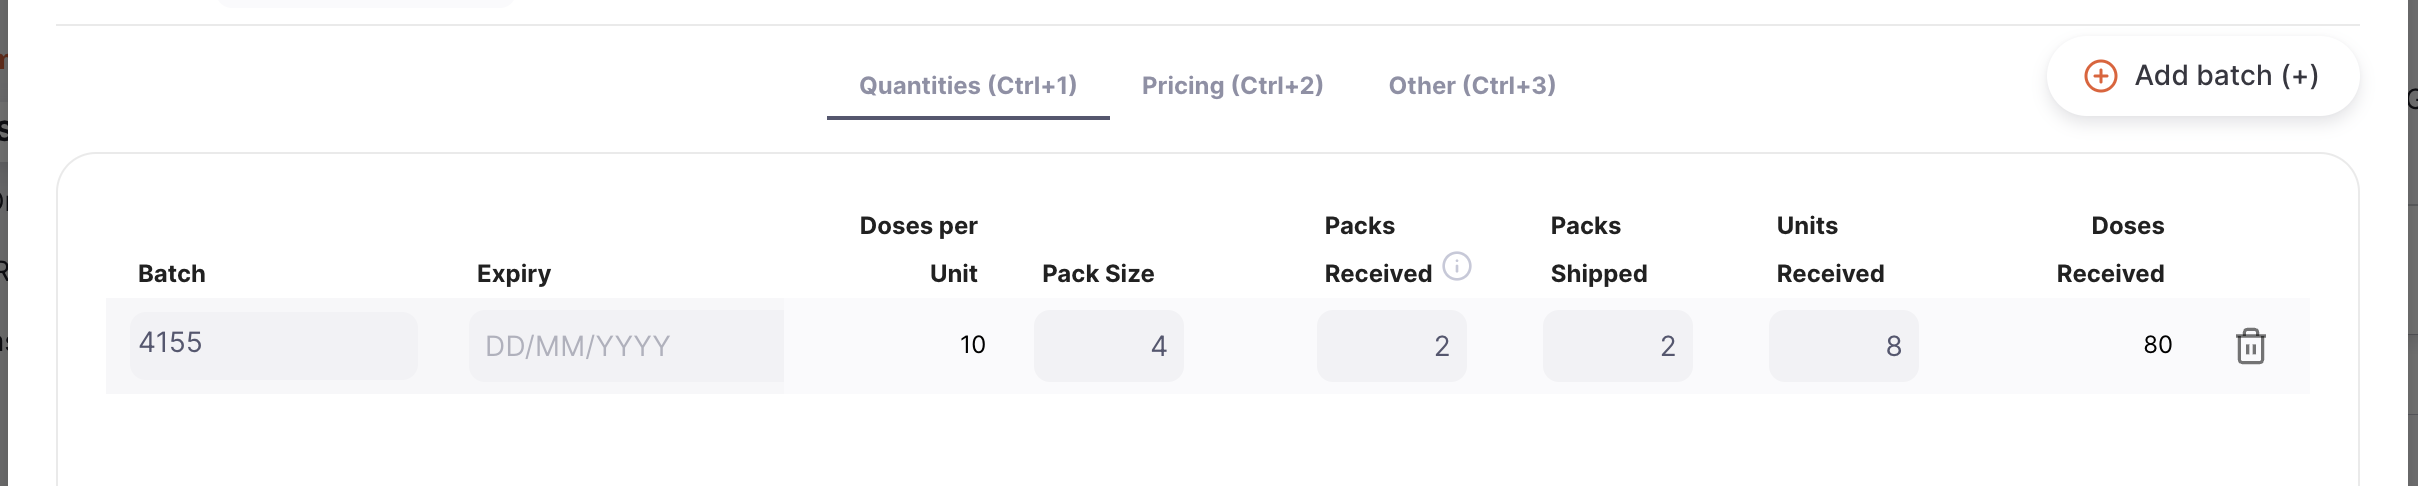 Quantities (Ctrl+1) Pricing (Ctrl+2) Other (Ctrl+3) Add batch (+)
Doses per Packs Packs Units Doses
Batch Expiry Unit Pack Size Received Shipped Received Received
4155 DD/MM/YYYY 10 4 2 2 8 80